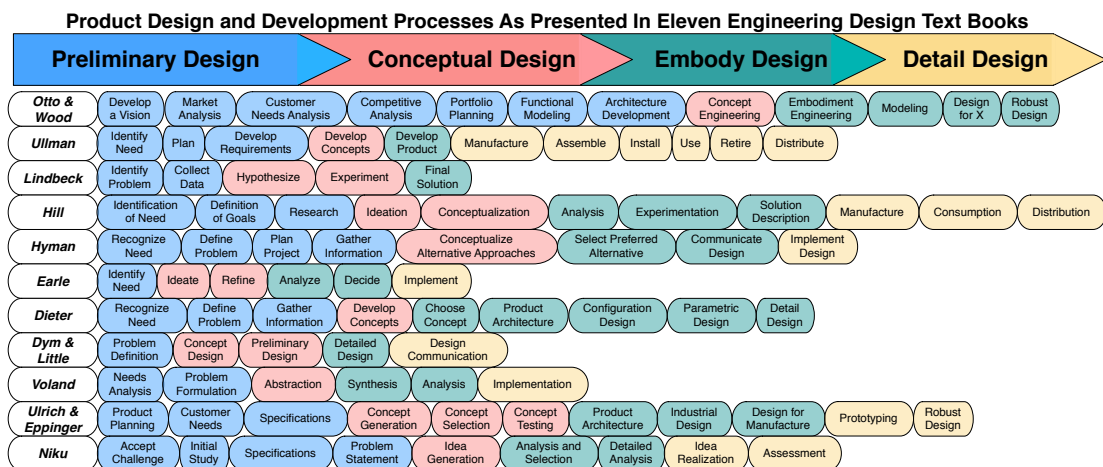 Product Design and Development Processes As Presented In Eleven Engineering Design Text Books
Preliminary Design Conceptual Design Embody Design Detail Design
Otto & Wood Develop a Vision Market Analysis Customer Needs Analysis Competitive Analysis Portfolio Planning Functional Modeling Architecture Development Concept Engineering Embodiment Engineering Modeling Design for X Robust Design
Ullman Identify Need Plan Develop Requirements Develop Concepts Develop Product Manufacture Assemble Install Use Retire Distribute
Lindbeck Identify Problem Collect Data Hypothesize Experiment Final Solution
Hill Identification of Need Definition of Goals Research Ideation Conceptualization Analysis Experimentation Solution Description Manufacture Consumption Distribution
Hyman Recognize Need Define Problem Plan Project Gather Information Conceptualize Alternative Approaches Select Preferred Alternative Communicate Design Implement Design
Earle Identify Need Ideate Refine Analyze Decide Implement
Dieter Recognize Need Define Problem Gather Information Develop Concepts Choose Concept Product Architecture Configuration Design Parametric Design Detail Design
Dym & Little Problem Definition Concept Design Preliminary Design Detailed Design Design Communication
Voland Needs Analysis Problem Formulation Abstraction Synthesis Analysis Implementation
Ulrich & Eppinger Product Planning Customer Needs Specifications Concept Generation Concept Selection Concept Testing Product Architecture Industrial Design Design for Manufacture Prototyping Robust Design
Niku Accept Challenge Initial Study Specifications Problem Statement Idea Generation Analysis and Selection Detailed Analysis Idea Realization Assessment